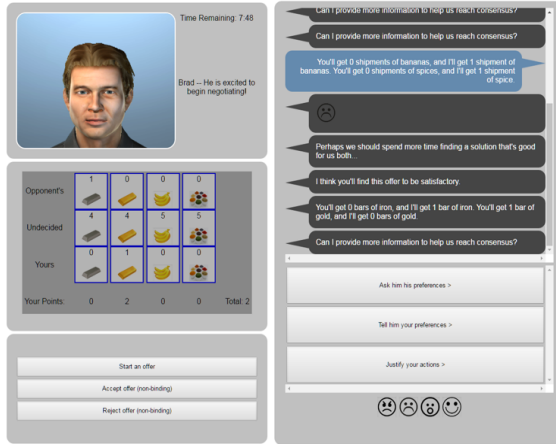 Time Remaining: 7:48
Brad -- He is excited to
begin negotiating!
Opponent's
1 0 0 0
Undecided
4 4 5 5
Yours
0 1 0 0
Your Points: 0 2 0 0 Total: 2
Start an offer
Accept offer (non-binding)
Reject offer (non-binding)
Can I provide more information to help us reach consensus?
Can I provide more information to help us reach consensus?
You'll get 0 shipments of bananas, and I'll get 1 shipment of
bananas. You'll get 0 shipments of spices, and I'll get 1 shipment
of spice.
Perhaps we should spend more time finding a solution that's good
for us both...
I think you'll find this offer to be satisfactory.
You'll get 0 bars of iron, and I'll get 1 bar of iron. You'll get 1 bar of
gold, and I'll get 0 bars of gold.
Can I provide more information to help us reach consensus?
Ask him his preferences >
Tell him your preferences >
Justify your actions >